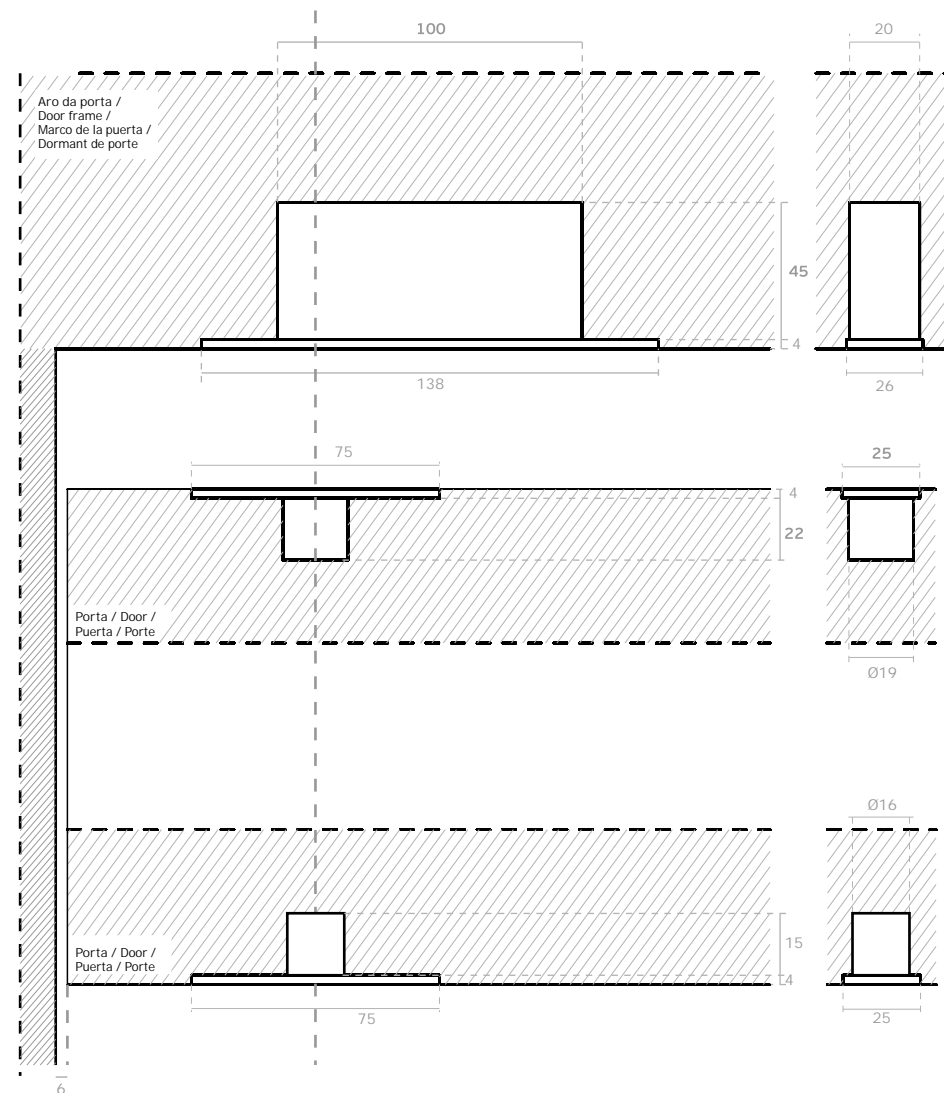 100
20
Aro da porta /
Door frame /
Marco de la puerta /
Dormant de porte
45
4
138
26
75
25
4
22
Porta / Door /
Puerta / Porte
Ø19
Ø16
Porta / Door /
Puerta / Porte
15
4
75
25
6